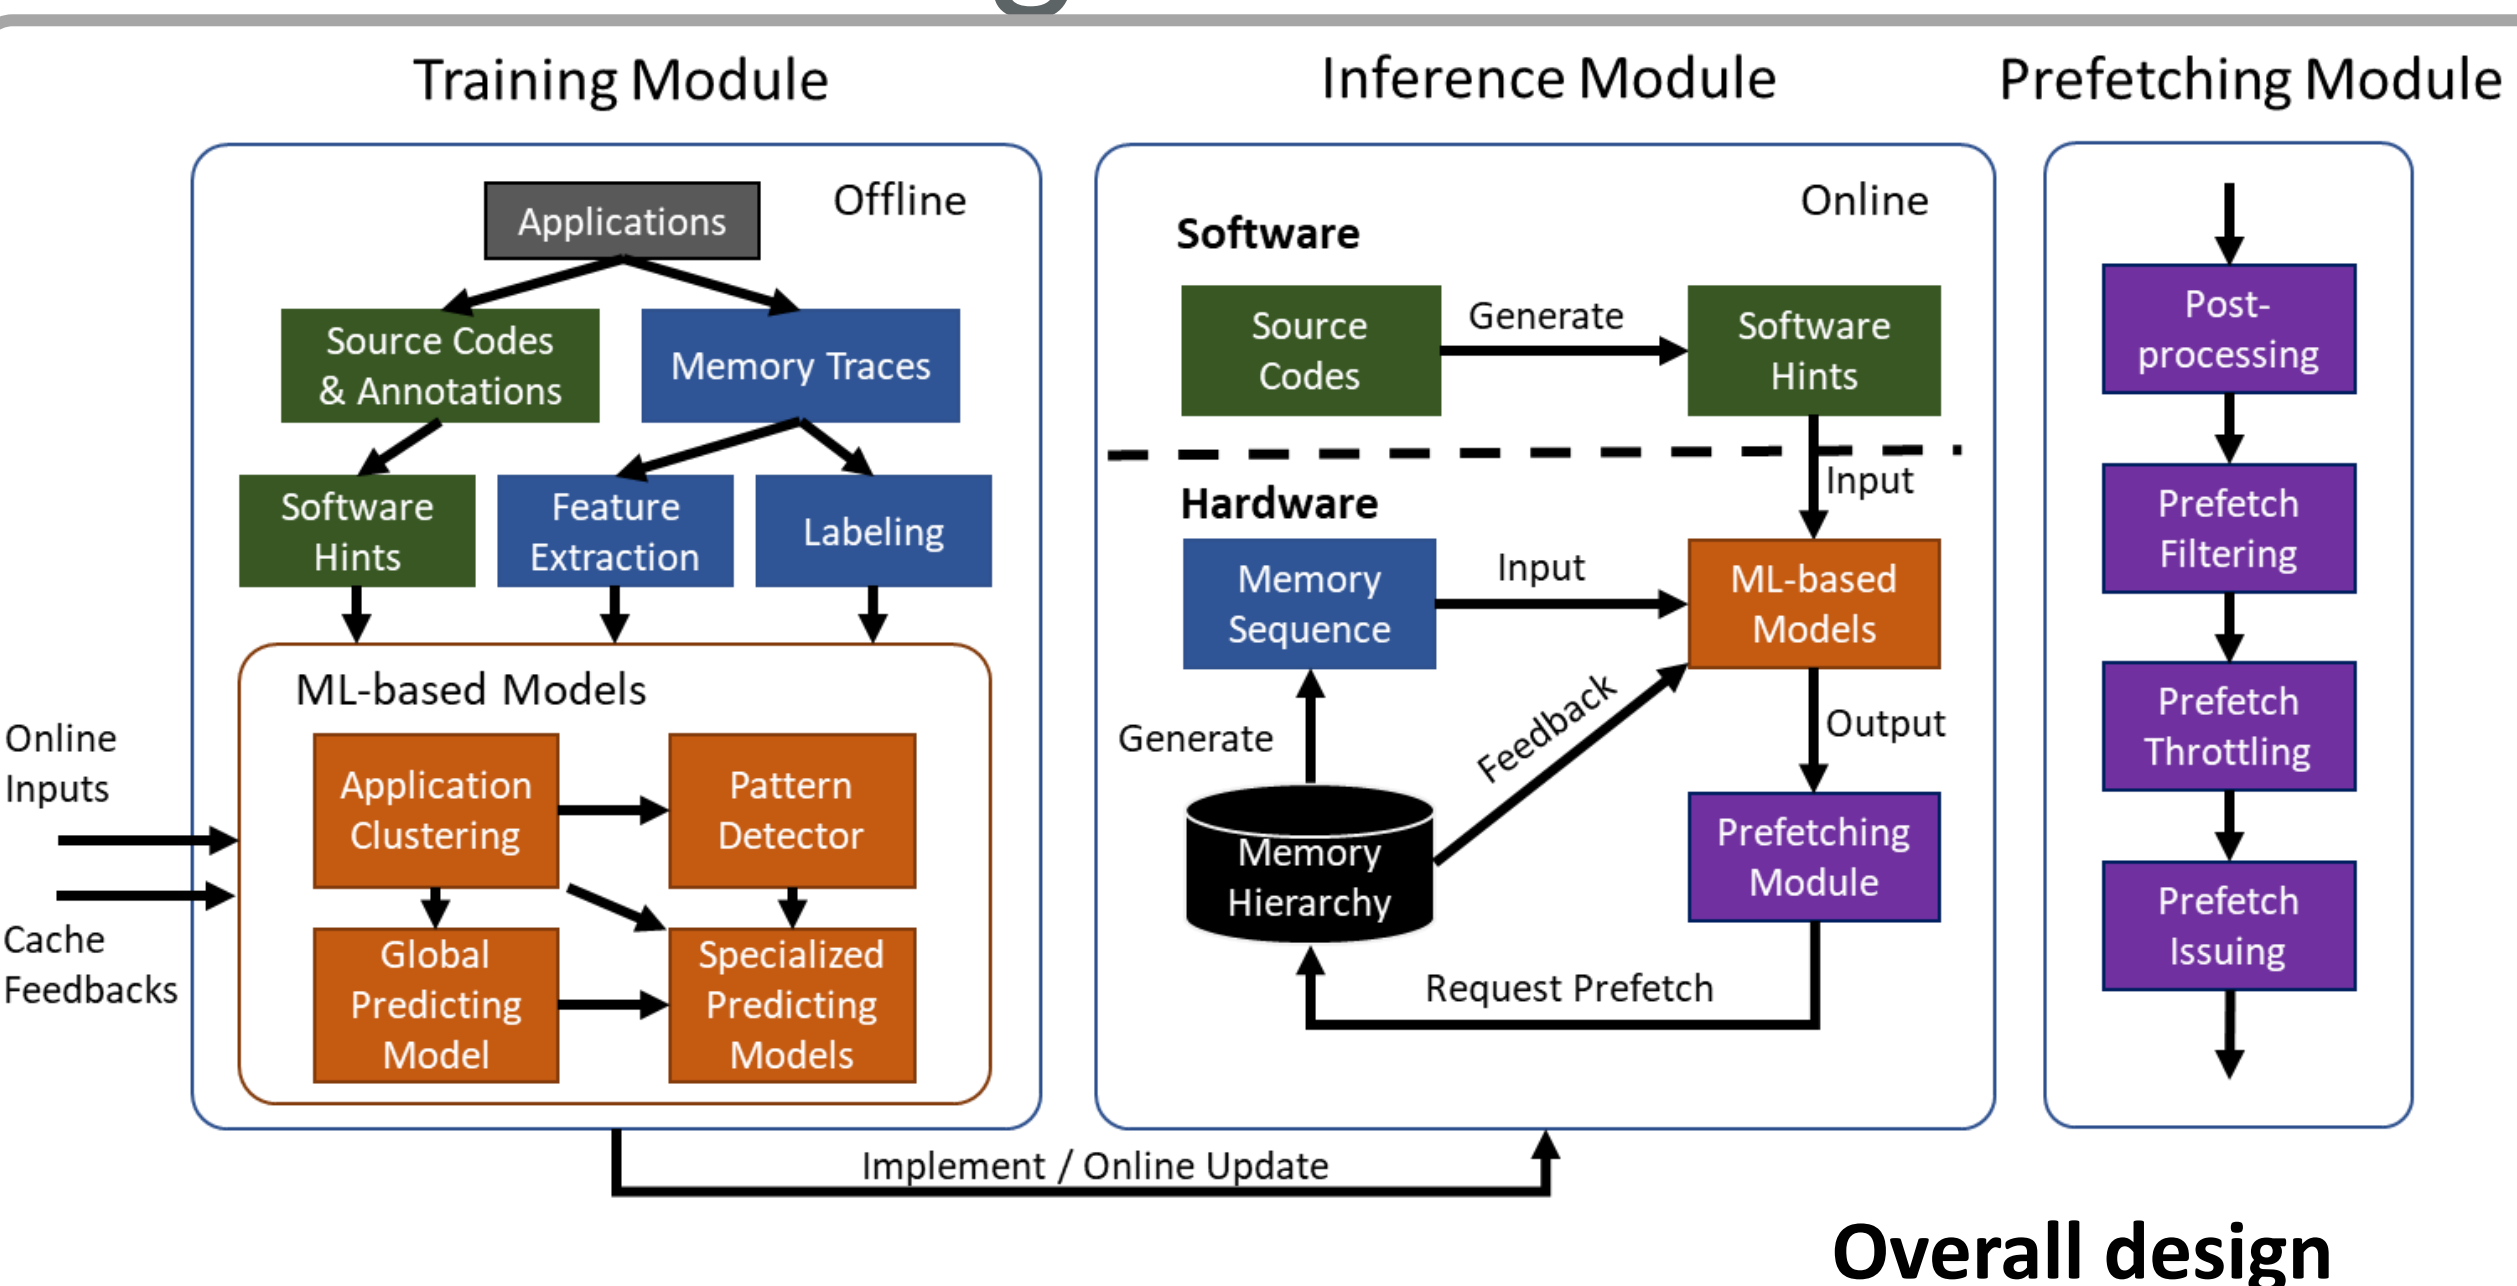 Training Module
Inference Module
Prefetching Module
Offline
Applications
Source Codes
& Annotations
Memory Traces
Software
Hints
Feature
Extraction
Labeling
ML-based Models
Application
Clustering
Pattern
Detector
Global
Predicting
Model
Specialized
Predicting
Models
Online
Inputs
Cache
Feedbacks
Implement / Online Update
Online
Software
Source
Codes
Generate
Software
Hints
Input
Hardware
Memory
Sequence
Input
ML-based
Models
Generate
Feedback
Output
Memory
Hierarchy
Prefetching
Module
Request Prefetch
Post-
processing
Prefetch
Filtering
Prefetch
Throttling
Prefetch
Issuing
Overall design